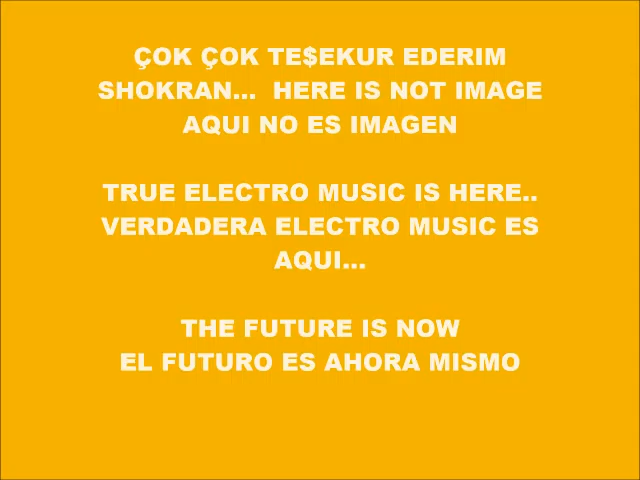 ÇOK ÇOK TE$EKUR EDERIM
SHOKRAN... HERE IS NOT IMAGE
AQUI NO ES IMAGEN
TRUE ELECTRO MUSIC IS HERE..
VERDADERA ELECTRO MUSIC ES
AQUI...
THE FUTURE IS NOW
EL FUTURO ES AHORA MISMO